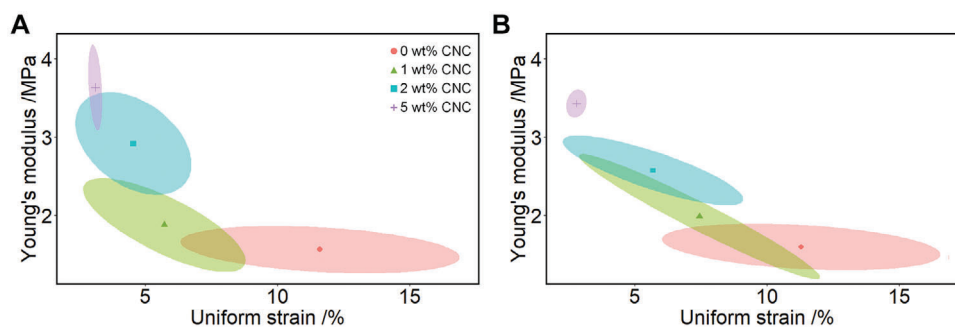 A
Young's modulus /MPa
4
3
2
5
10
15
Uniform strain /%
0 wt% CNC
1 wt% CNC
2 wt% CNC
5 wt% CNC
B
Young's modulus /MPa
4
3
2
5
10
15
Uniform strain /%